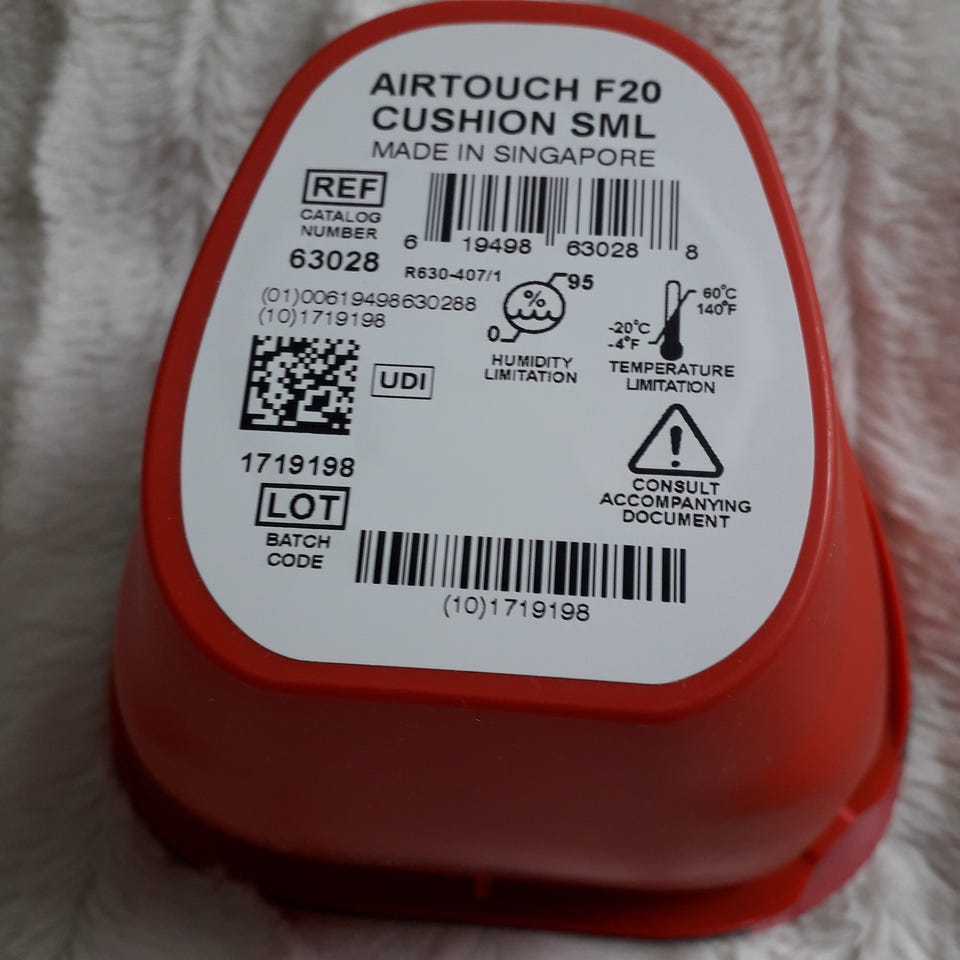 AIRTOUCH F20
CUSHION SML
MADE IN SINGAPORE
REF
CATALOG
NUMBER
63028
6 19498 63028 8
R630-407/1
(01)00619498630288
(10)1719198
UDI
% 95
0
HUMIDITY
LIMITATION
60°C
140°F
-20°C
-4°F
TEMPERATURE
LIMITATION
!
CONSULT
ACCOMPANYING
DOCUMENT
1719198
LOT
BATCH
CODE
(10)1719198